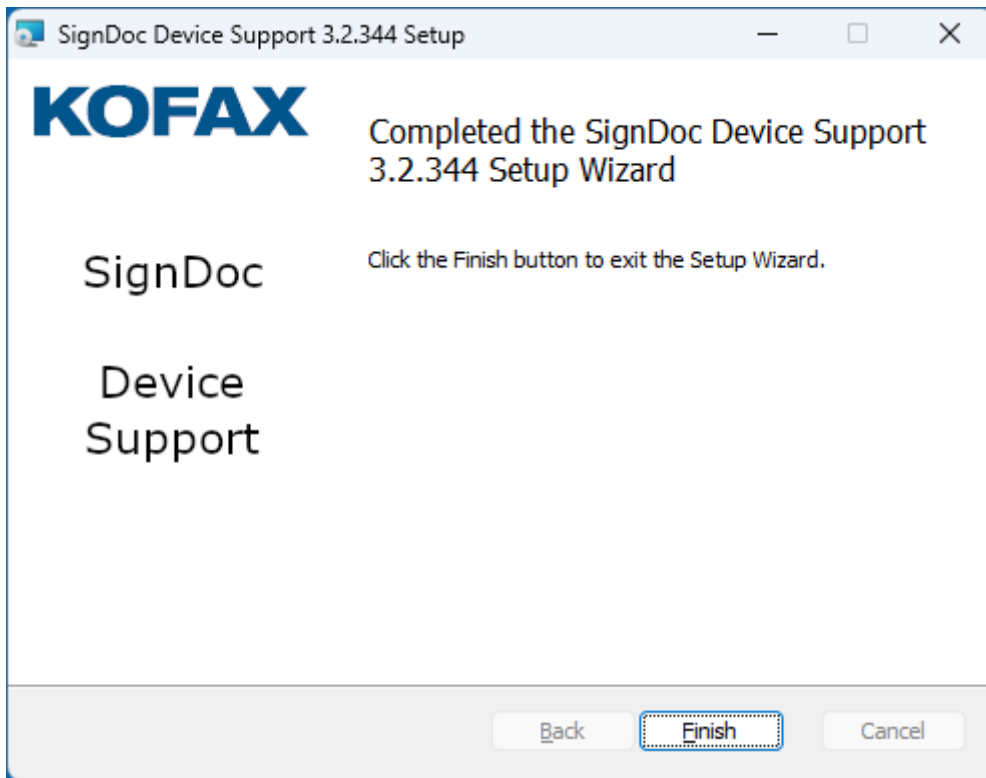 SignDoc Device Support 3.2.344 Setup
KOFAX
Completed the SignDoc Device Support
3.2.344 Setup Wizard
SignDoc
Click the Finish button to exit the Setup Wizard.
Device
Support
Back
Finish
Cancel